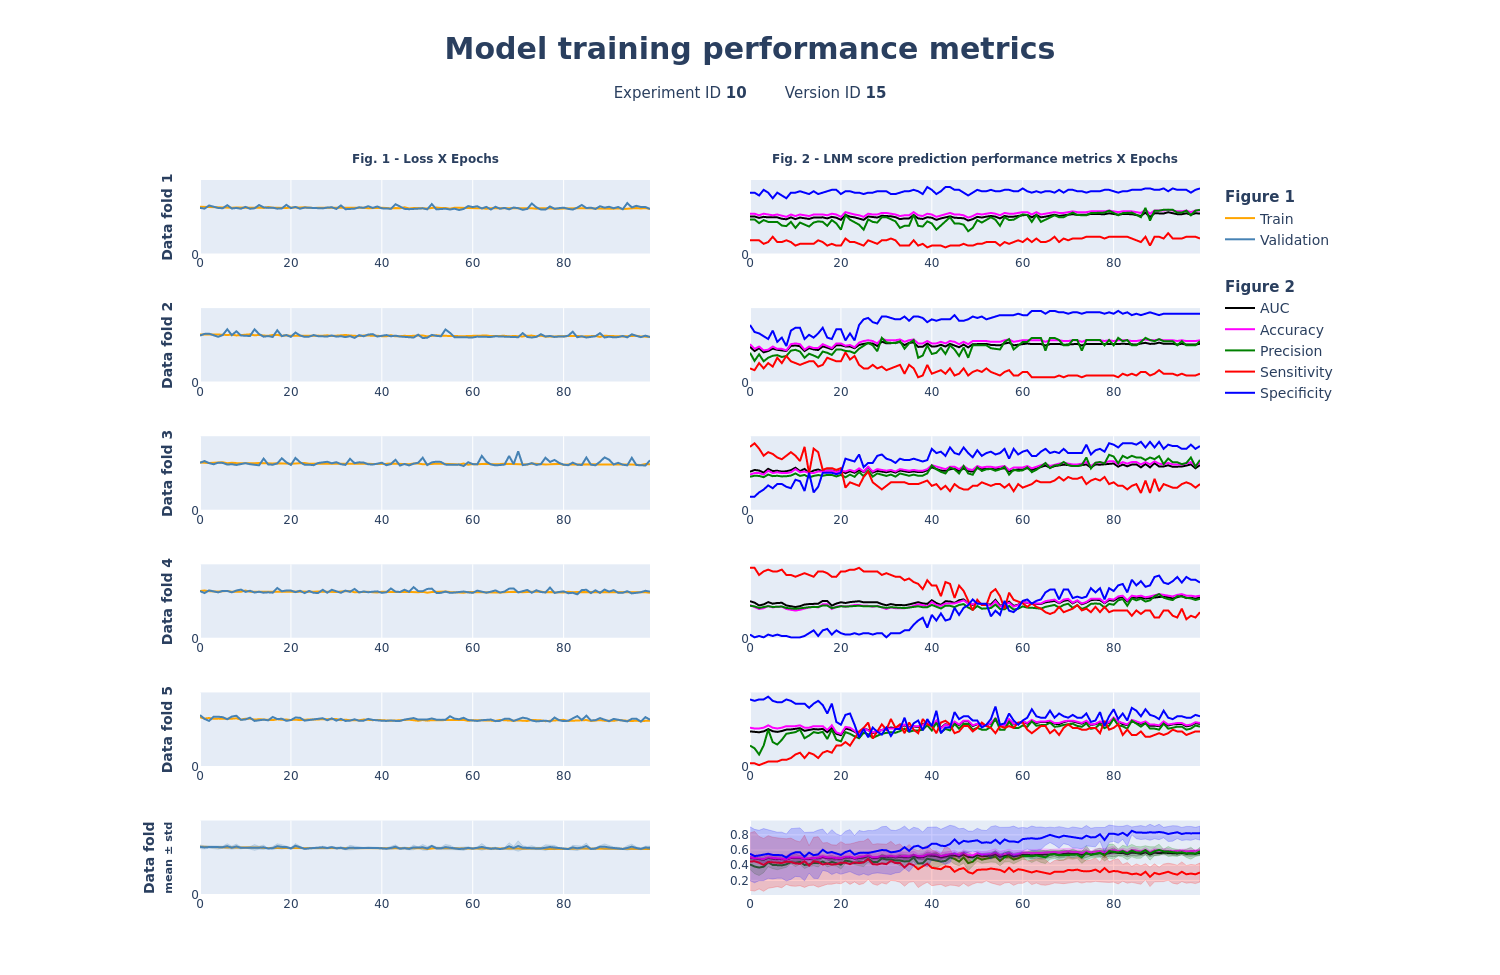 Model training performance metrics
Experiment ID 10 Version ID 15
Fig. 1 - Loss X Epochs
Fig. 2 - LNM score prediction performance metrics X Epochs
Data fold 1
0
0 20 40 60 80
0
0 20 40 60 80
Figure 1
Train
Validation
Figure 2
AUC
Accuracy
Precision
Sensitivity
Specificity
Data fold 2
0
0 20 40 60 80
0
0 20 40 60 80
Data fold 3
0
0 20 40 60 80
0
0 20 40 60 80
Data fold 4
0
0 20 40 60 80
0
0 20 40 60 80
Data fold 5
0
0 20 40 60 80
0
0 20 40 60 80
Data fold
mean ± std
0
0 20 40 60 80
0.8
0.6
0.4
0.2
0 20 40 60 80